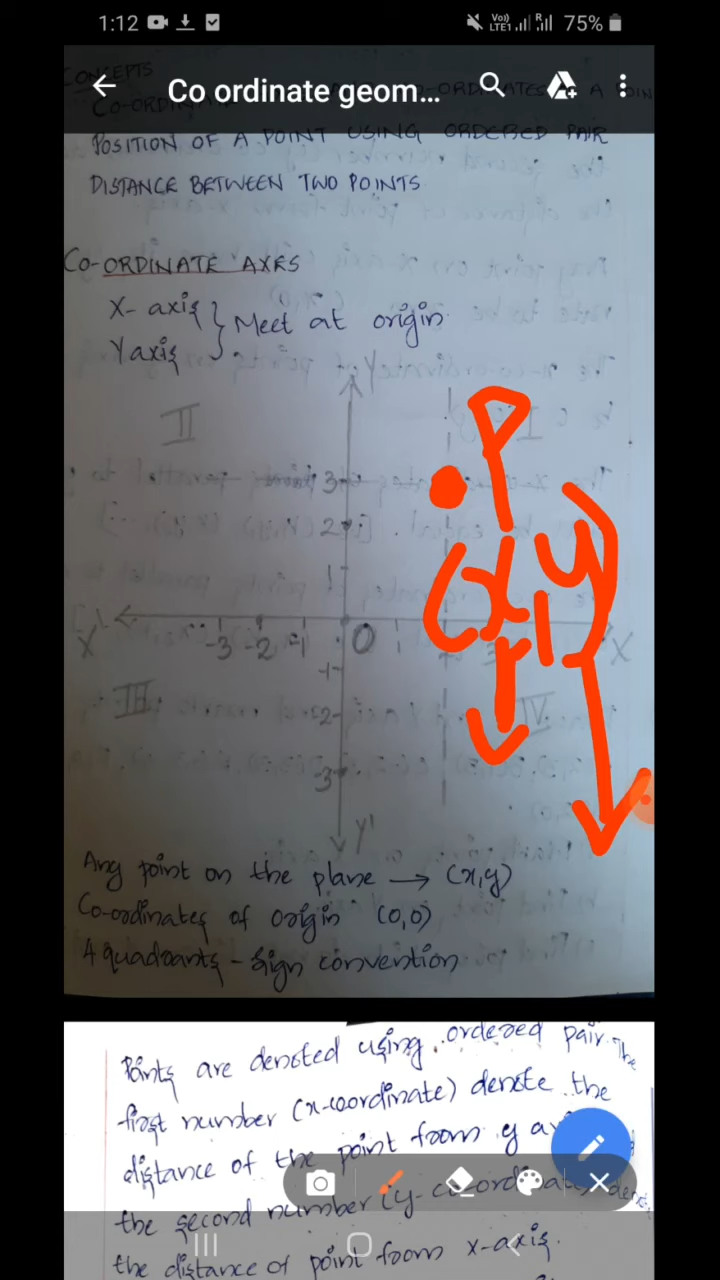 1:12 Vo)) LTE1 R 75%
CONCEPTS
Co ordinate geom...
POSITION OF A POINT USING ORDERED PAIR
DISTANCE BETWEEN TWO POINTS
CO-ORDINATE AXES
X- axis } Meet at origin
Y axis
Y
II
P
3
2
1
(x,y)
X' -3 -2 -1 O X
-1
III -2 IV
3
Y'
Any point on the plane → (x,y)
Co-ordinates of origin (0,0)
4 quadrants - sign convention
Points are denoted using ordered pair. The
first number (x-coordinate) denote the
distance of the point from y
the second number (y-
the distance of point from x-axis.